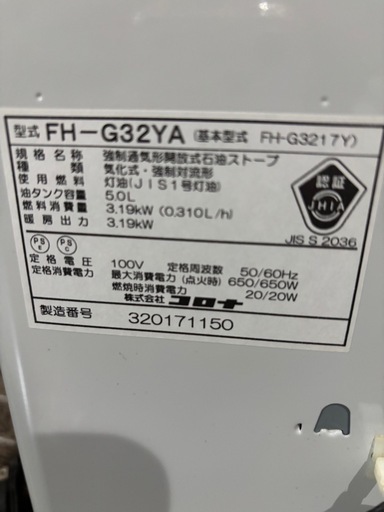 型式 FH-G32YA (基本型式 FH-G3217Y)
規格名称 強制通気形開放式石油ストーブ
種類 気化式・強制対流形
使用燃料 灯油(JIS1号灯油)
油タンク容量 5.0L
燃料消費量 3.19kW (0.310L/h)
暖房出力 3.19kW
認証
JHIA
JIS S 2036
PS E PS C
定格電圧 100V 定格周波数 50/60Hz
定格消費電力 最大消費電力 (点火時) 650/650W
燃焼時消費電力 20/20W
株式会社 コロナ
製造番号 320171150